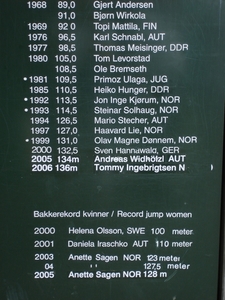 1968 89,0 Gjert Andersen
91,0 Bjørn Wirkola
1969 92,0 Topi Mattila, FIN
1976 96,0 Karl Schnabl, AUT
1977 98,5 Thomas Meisinger, DDR
1980 105,0 Tom Levorstad
108,5 Ole Bremseth
*1981 109,5 Primoz Ulaga, JUG
1985 110,5 Heiko Hunger, DDR
*1992 113,5 Jon Inge Kjørum, NOR
*1993 114,5 Steinar Solhaug, NOR
1994 126,5 Mario Stecher, AUT
1997 127,0 Haavard Lie, NOR
*1999 131,0 Olav Magne Dønnem, NOR
2000 132,5 Sven Hannawald, GER
2005 134m Andreas Widhölzl AUT
2006 136m Tommy Ingebrigtsen N
Bakkerekord kvinner / Record jump women
2000 Helena Olsson, SWE 100 meter
2001 Daniela Iraschko AUT 110 meter
2003 Anette Sagen, NOR 123 meter
04 " " " 127,5 meter
2005 Anette Sagen NOR 128 m